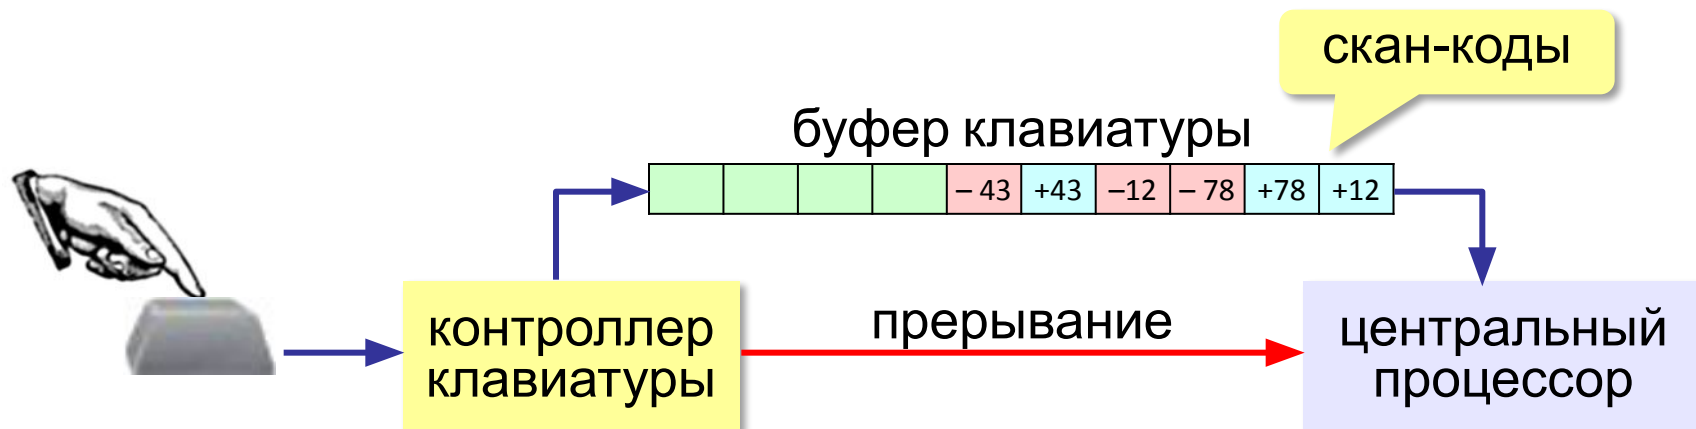 скан-коды
буфер клавиатуры
– 43 +43 –12 – 78 +78 +12
контроллер
клавиатуры
прерывание
центральный
процессор